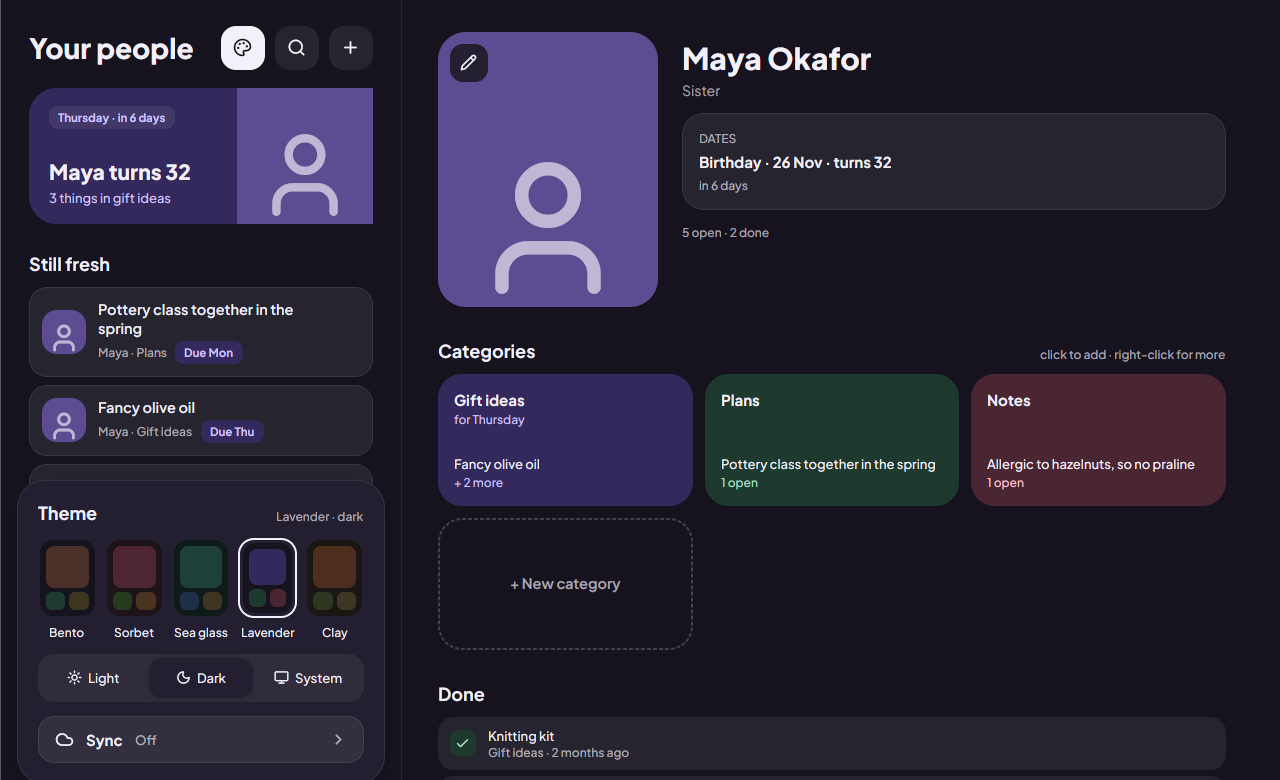 Your people
Thursday · in 6 days
Maya turns 32
3 things in gift ideas
Still fresh
Pottery class together in the
spring
Maya · Plans Due Mon
Fancy olive oil
Maya · Gift ideas Due Thu
Theme
Lavender · dark
Bento Sorbet Sea glass Lavender Clay
Light Dark System
Sync Off
Maya Okafor
Sister
DATES
Birthday · 26 Nov · turns 32
in 6 days
5 open · 2 done
Categories
click to add · right-click for more
Gift ideas
for Thursday
Fancy olive oil
+ 2 more
Plans
Pottery class together in the spring
1 open
Notes
Allergic to hazelnuts, so no praline
1 open
+ New category
Done
Knitting kit
Gift ideas · 2 months ago